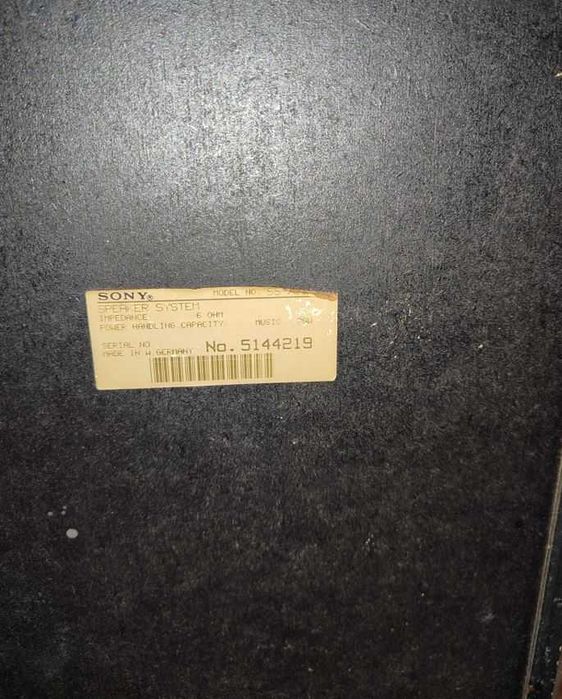 SONY® MODEL NO. SS-
SPEAKER SYSTEM
IMPEDANCE 6 OHM
POWER HANDLING CAPACITY MUSIC
SERIAL NO No. 5144219
MADE IN W GERMANY